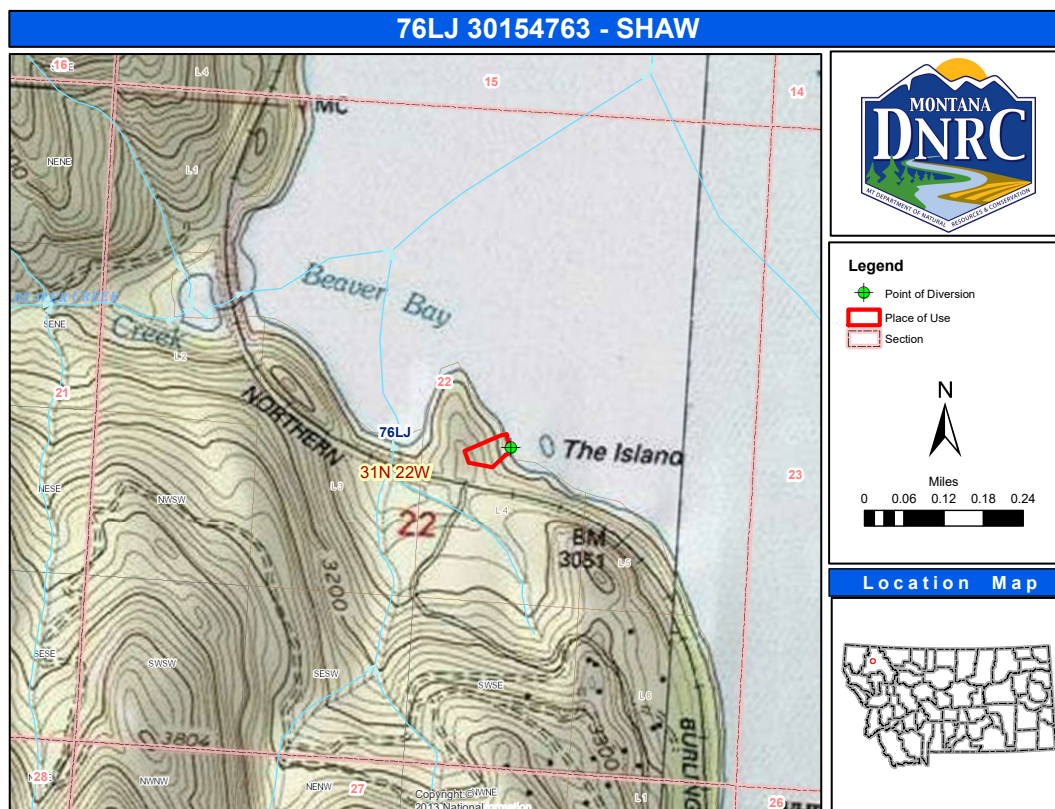 76LJ 30154763 - SHAW
16
L4
15
14
MC
NENE
L1
Beaver Bay
BEAVER CREEK
SENE
Creek
L2
21
22
NORTHERN
76LJ
The Island
31N 22W
23
NESE
NWSW
L3
L4
22
BM
3051
L5
3200
SESE
SWSW
SESW
SWSE
L6
28
NWNW
NENW
27
NWNE
L1
26
Copyright:©
2013 National
MONTANA
DNRC
MT DEPARTMENT OF NATURAL RESOURCES & CONSERVATION
Legend
Point of Diversion
Place of Use
Section
N
Miles
0 0.06 0.12 0.18 0.24
Location Map